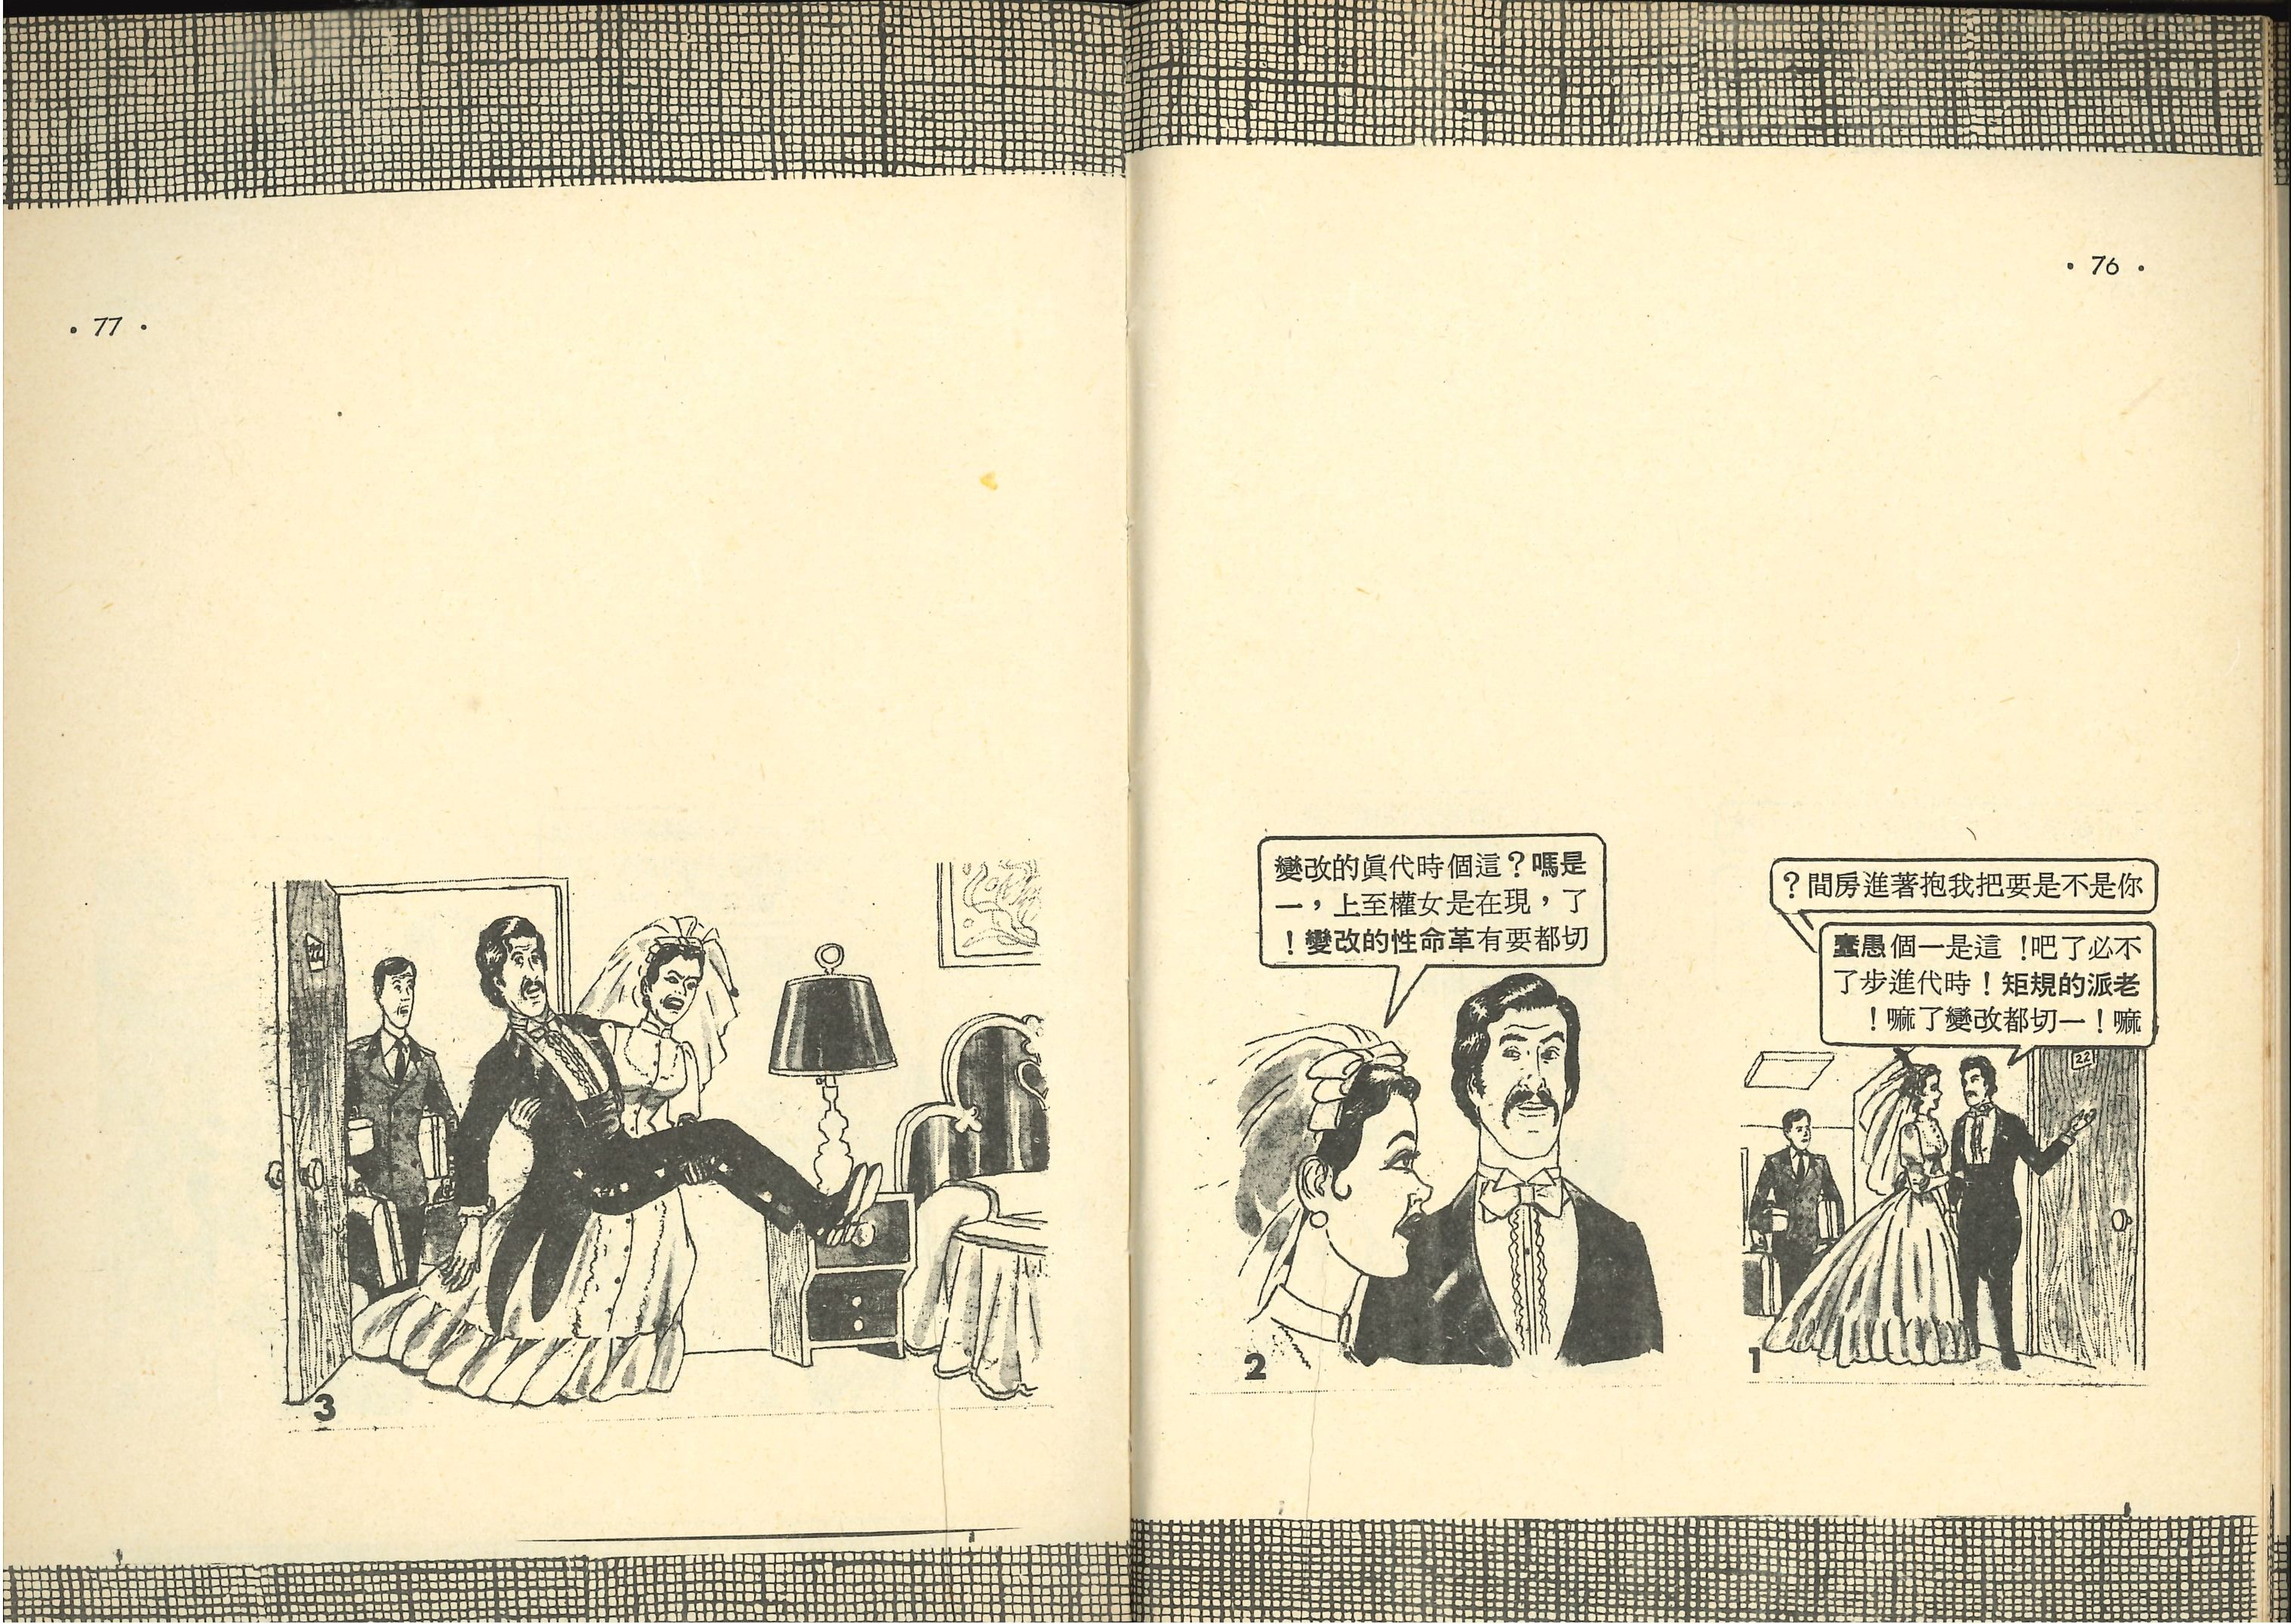 · 76 ·
你是不是要把我抱著進房間？
不必了吧！這是一個愚蠢
老派的規矩！時代進步了
嘛！一切都改變了嘛！
22
1
是嗎？這個時代眞的改變
了，現在是女權至上，一
切都要有革命性的改變！
2
· 77 ·
3